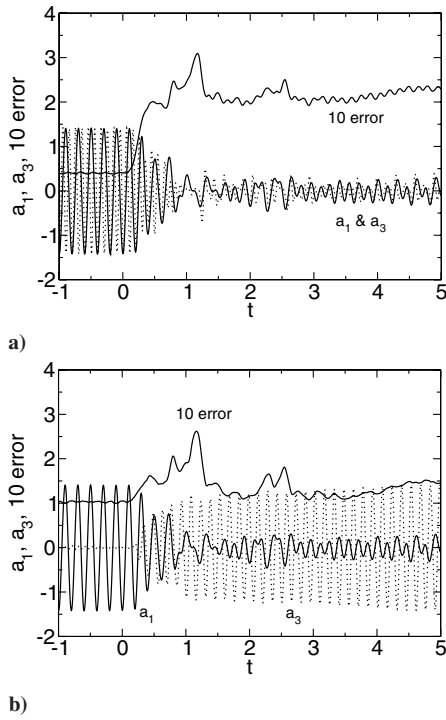 4
3
2
1
0
-1
-2
a₁, a₃, 10 error
10 error
a₁ & a₃
-1 0 1 2 3 4 5
t
a)
4
3
2
1
0
-1
-2
a₁, a₃, 10 error
10 error
a₁
a₃
-1 0 1 2 3 4 5
t
b)